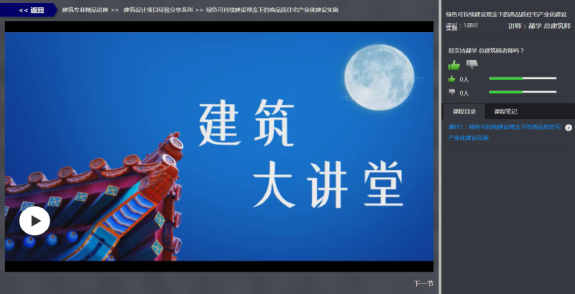 << 返回
建筑专业精品讲座 >> 建筑设计项目经验分享系列 >> 绿色可持续建设理念下的高品质住宅产业化建设实施
建筑
大讲堂
下一节
绿色可持续建设理念下的高品质住宅产业化建设
实施
讲师：郝学 总建筑师
您支持郝学 总建筑师老师吗？
0人
0人
课程目录 课程笔记
课时1：绿色可持续建设理念下的高品质住宅
产业化建设实施